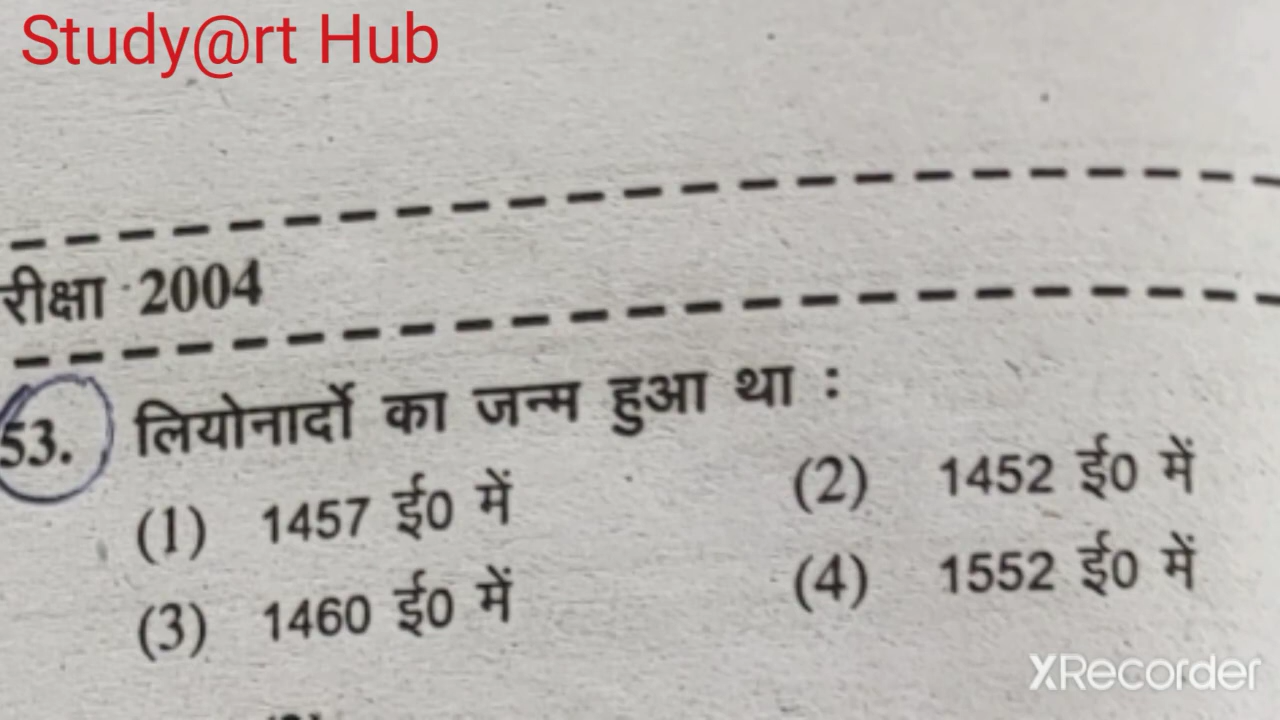 Study@rt Hub
रीक्षा 2004
53. लियोनार्दो का जन्म हुआ था :
(1) 1457 ई0 में (2) 1452 ई0 में
(3) 1460 ई0 में (4) 1552 ई0 में
XRecorder